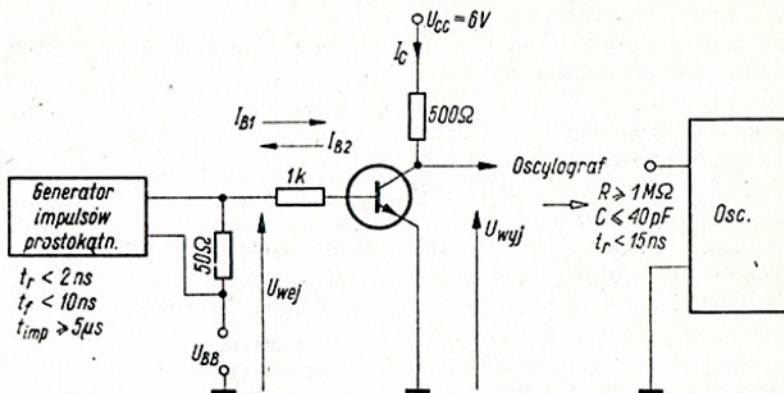 U_CC = 6V
I_C
500Ω
I_B1
I_B2
1k
Oscylograf
Generator
impulsów
prostokątn.
50Ω
U_wej
U_wyj
R ⩾ 1MΩ
C ⩽ 40pF
t_r < 15ns
Osc.
t_r < 2ns
t_f < 10ns
t_imp ⩾ 5µs
U_BB